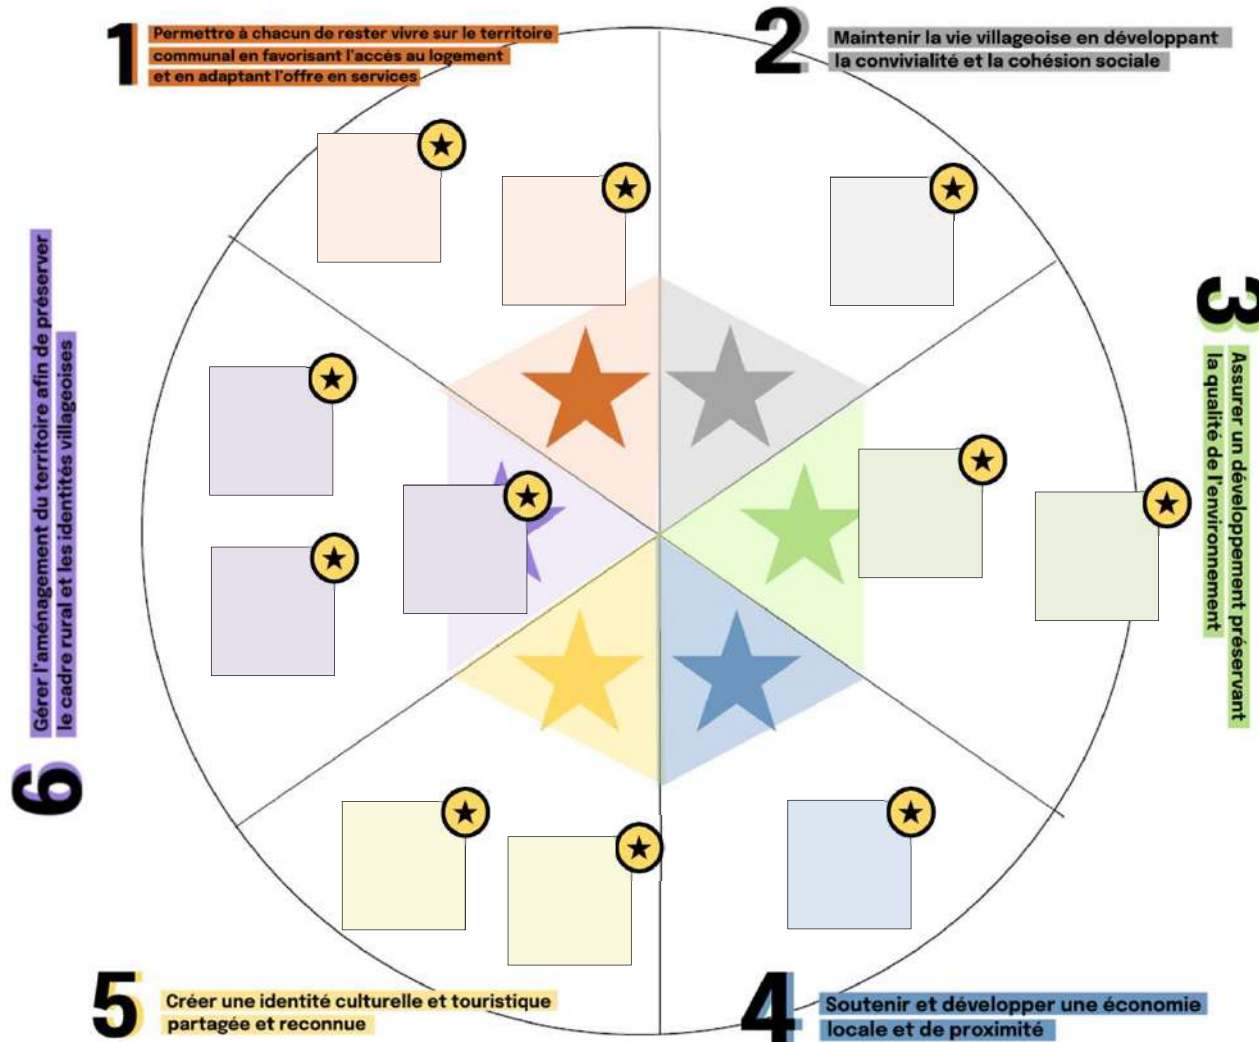 1
Permettre à chacun de rester vivre sur le territoire
communal en favorisant l'accès au logement
et en adaptant l'offre en services
2
Maintenir la vie villageoise en développant
la convivialité et la cohésion sociale
3
Assurer un développement préservant
la qualité de l'environnement
4
Soutenir et développer une économie
locale et de proximité
5
Créer une identité culturelle et touristique
partagée et reconnue
6
Gérer l'aménagement du territoire afin de préserver
le cadre rural et les identités villageoises